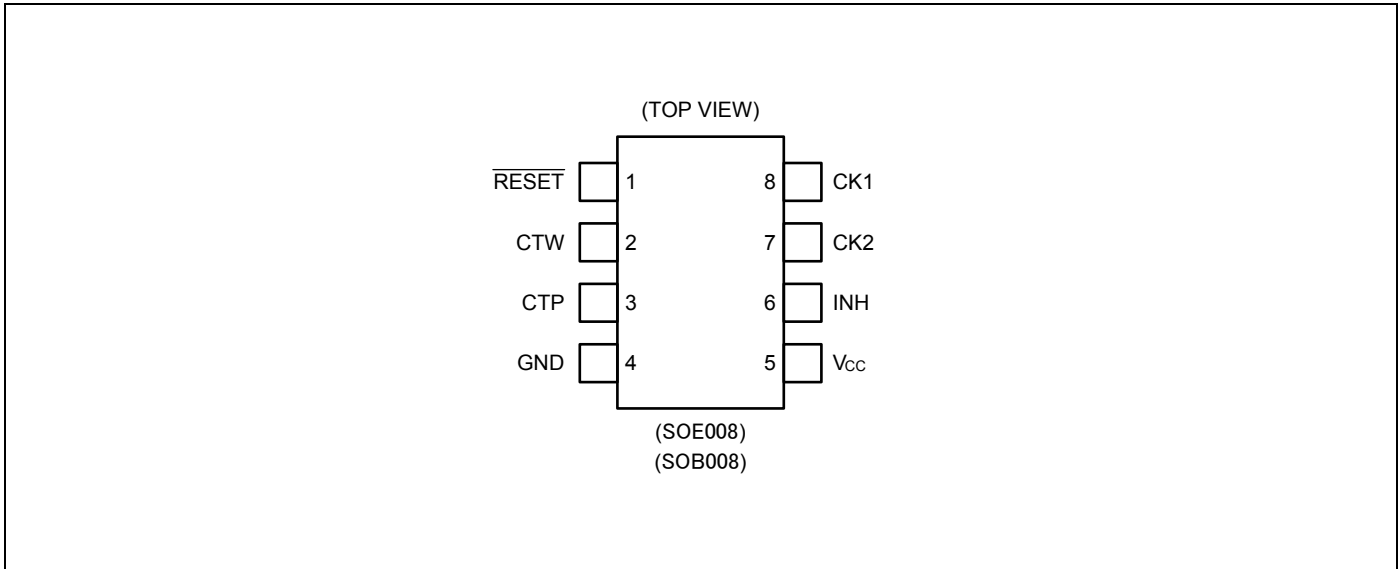 (TOP VIEW)
RESET 1 8 CK1
CTW 2 7 CK2
CTP 3 6 INH
GND 4 5 VCC
(SOE008)
(SOB008)